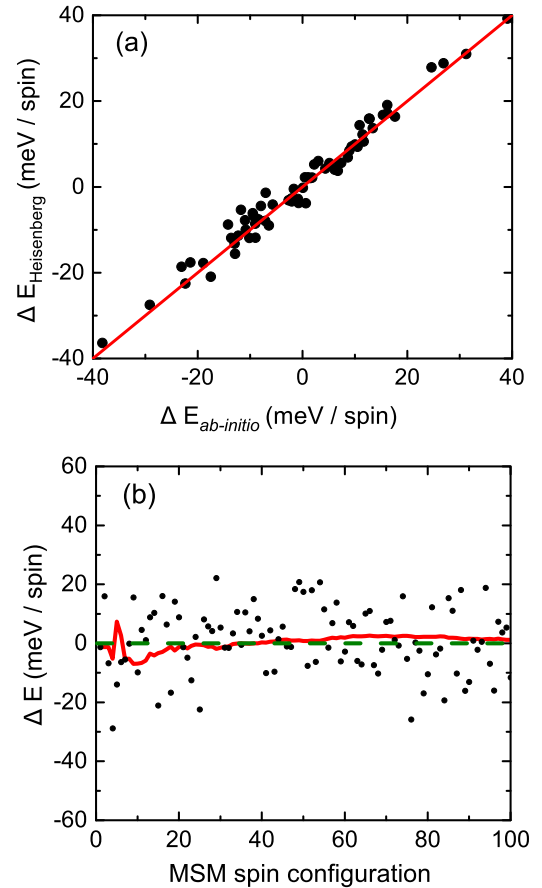 (a)
40
20
0
-20
-40
Δ E_Heisenberg (meV / spin)
-40 -20 0 20 40
Δ E_ab-initio (meV / spin)
(b)
60
40
20
0
-20
-40
-60
Δ E (meV / spin)
0 20 40 60 80 100
MSM spin configuration